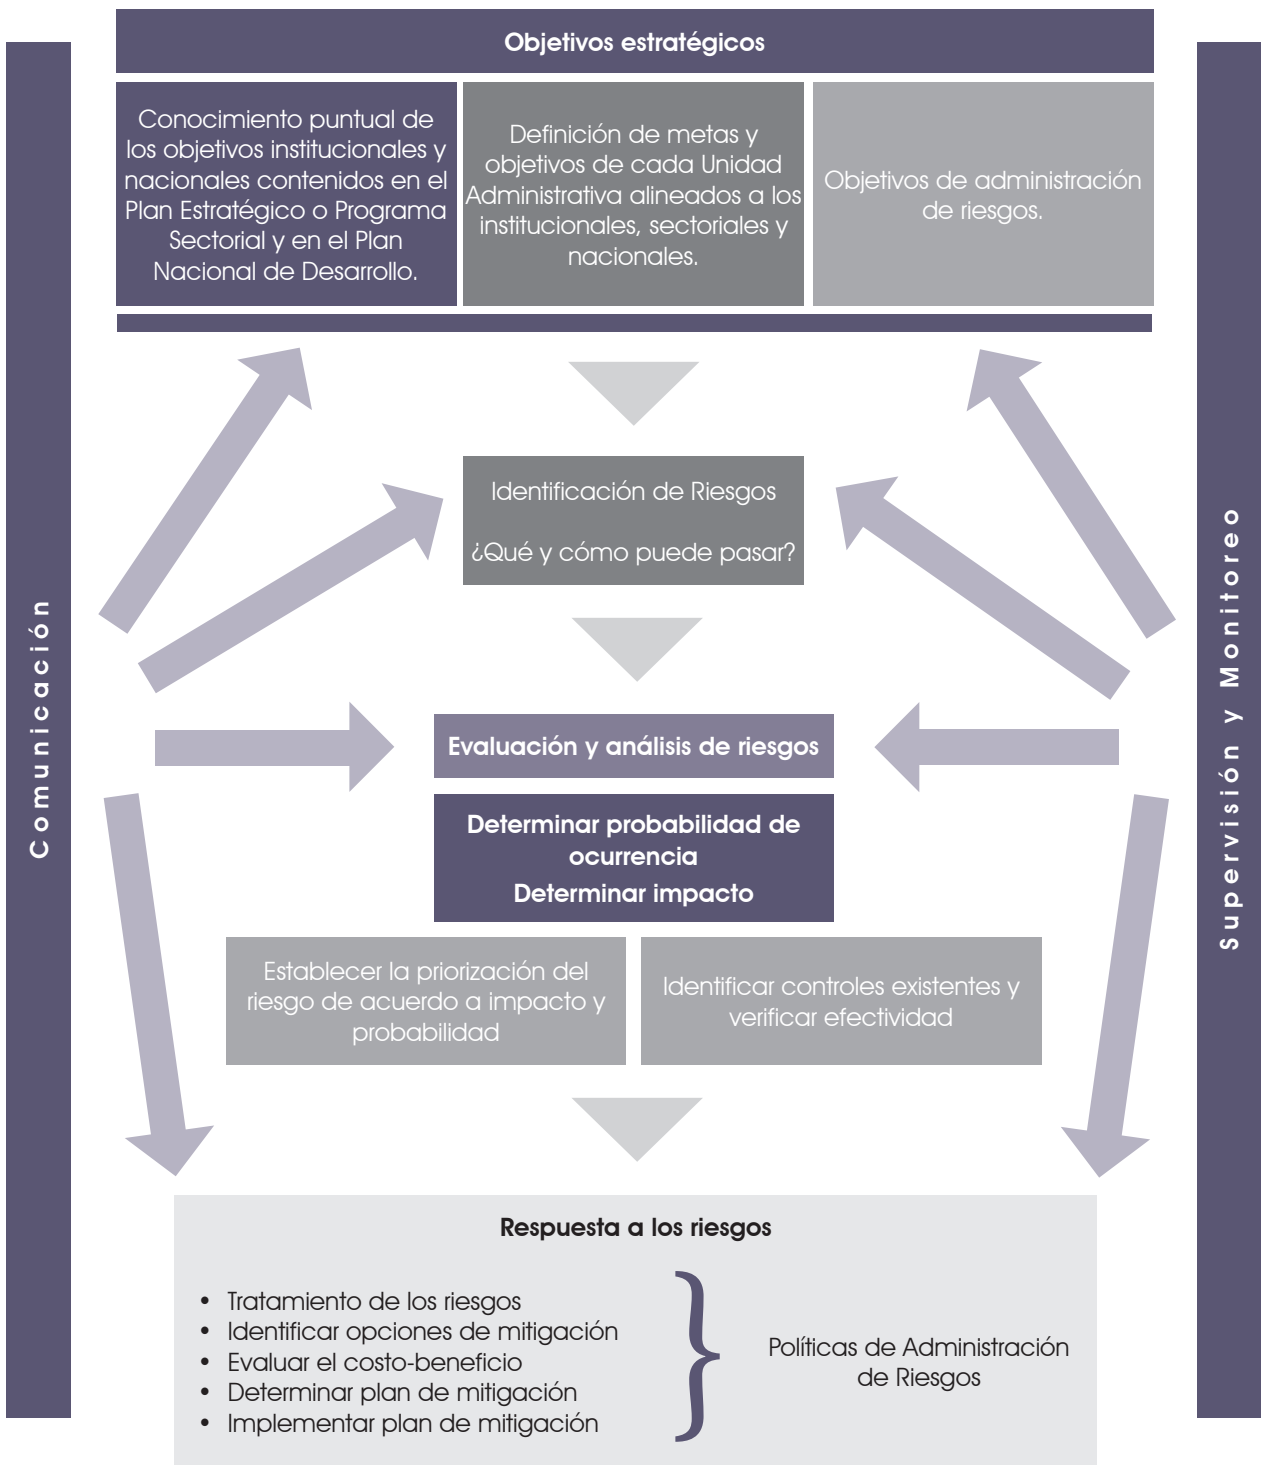 Objetivos estratégicos
Conocimiento puntual de
los objetivos institucionales y
nacionales contenidos en el
Plan Estratégico o Programa
Sectorial y en el Plan
Nacional de Desarrollo.
Definición de metas y
objetivos de cada Unidad
Administrativa alineados a los
institucionales, sectoriales y
nacionales.
Objetivos de administración
de riesgos.
Comunicación
Identificación de Riesgos
¿Qué y cómo puede pasar?
Evaluación y análisis de riesgos
Determinar probabilidad de
ocurrencia
Determinar impacto
Establecer la priorización del
riesgo de acuerdo a impacto y
probabilidad
Identificar controles existentes y
verificar efectividad
Supervisión y Monitoreo
Respuesta a los riesgos
• Tratamiento de los riesgos
• Identificar opciones de mitigación
• Evaluar el costo-beneficio
• Determinar plan de mitigación
• Implementar plan de mitigación
Políticas de Administración
de Riesgos